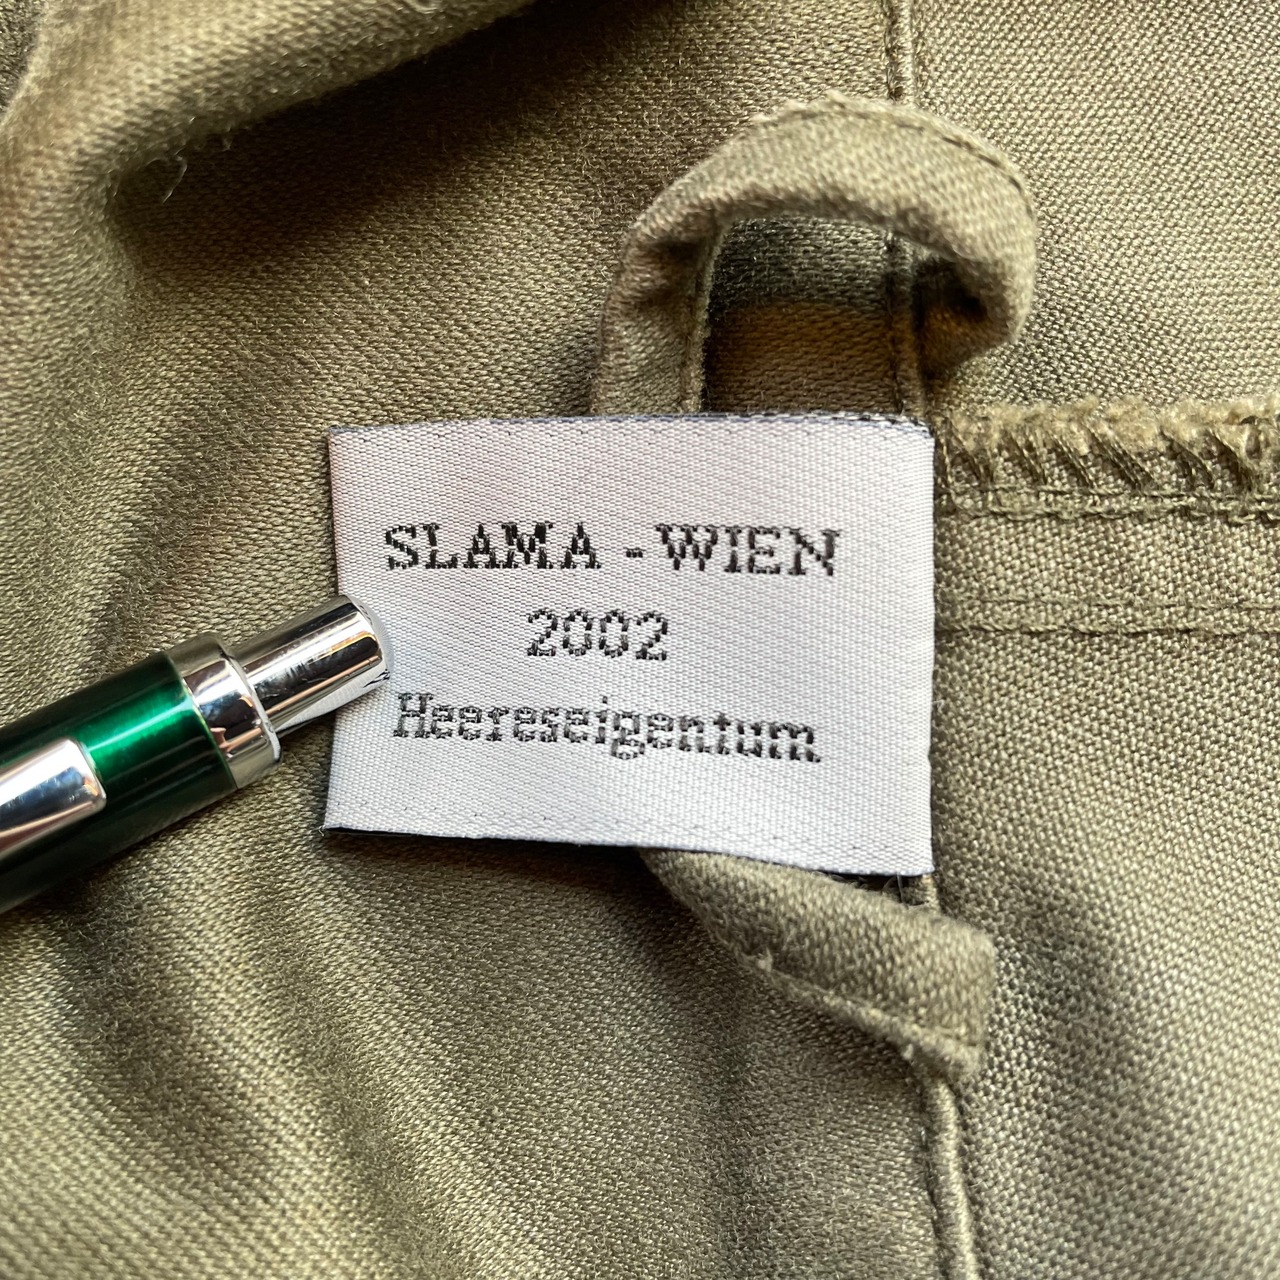 SLAMA - WIEN
2002
Heereseigentum